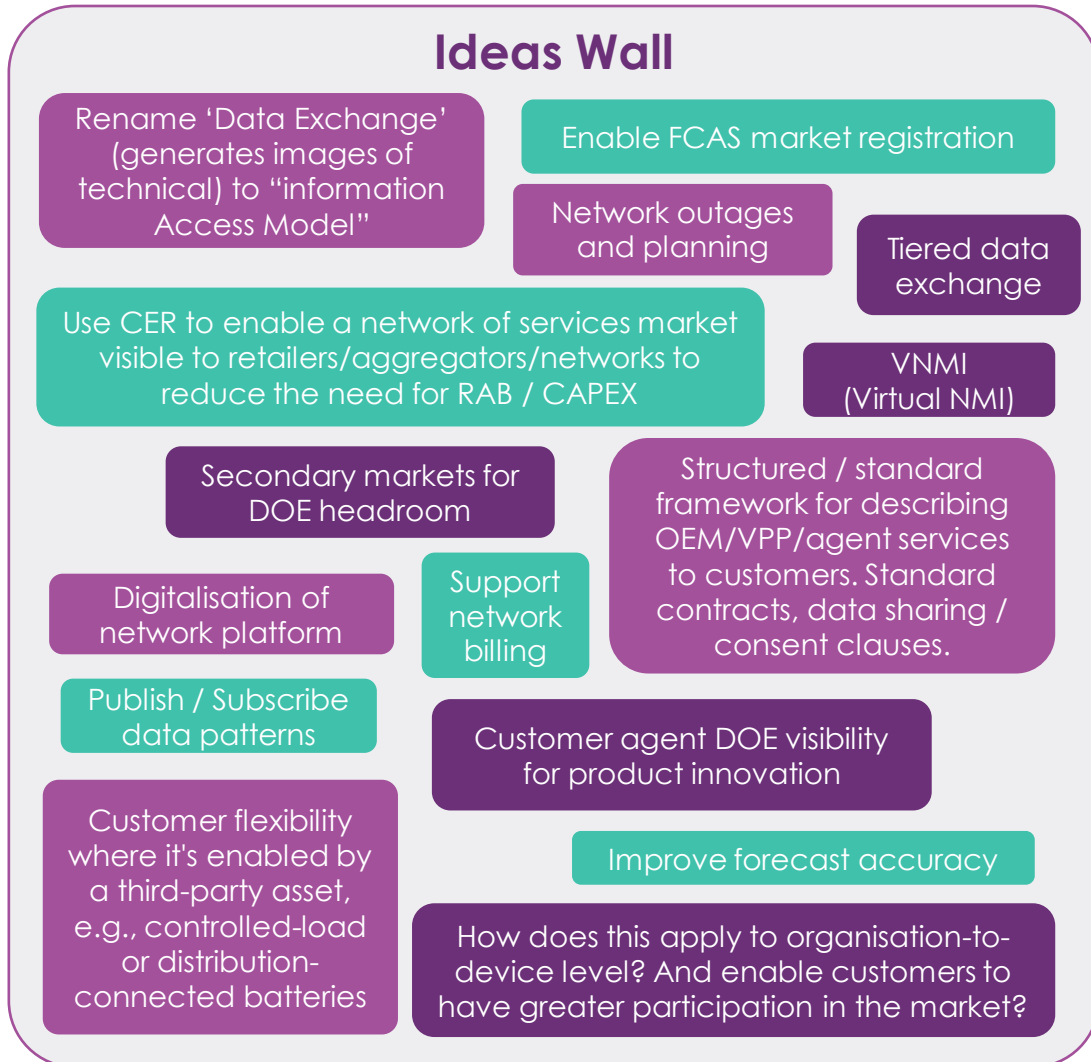 Ideas Wall
Rename ‘Data Exchange’
(generates images of
technical) to “information
Access Model”
Enable FCAS market registration
Network outages
and planning
Tiered data
exchange
Use CER to enable a network of services market
visible to retailers/aggregators/networks to
reduce the need for RAB / CAPEX
VNMI
(Virtual NMI)
Secondary markets for
DOE headroom
Structured / standard
framework for describing
OEM/VPP/agent services
to customers. Standard
contracts, data sharing /
consent clauses.
Digitalisation of
network platform
Support
network
billing
Publish / Subscribe
data patterns
Customer agent DOE visibility
for product innovation
Customer flexibility
where it's enabled by
a third-party asset,
e.g., controlled-load
or distribution-
connected batteries
Improve forecast accuracy
How does this apply to organisation-to-
device level? And enable customers to
have greater participation in the market?